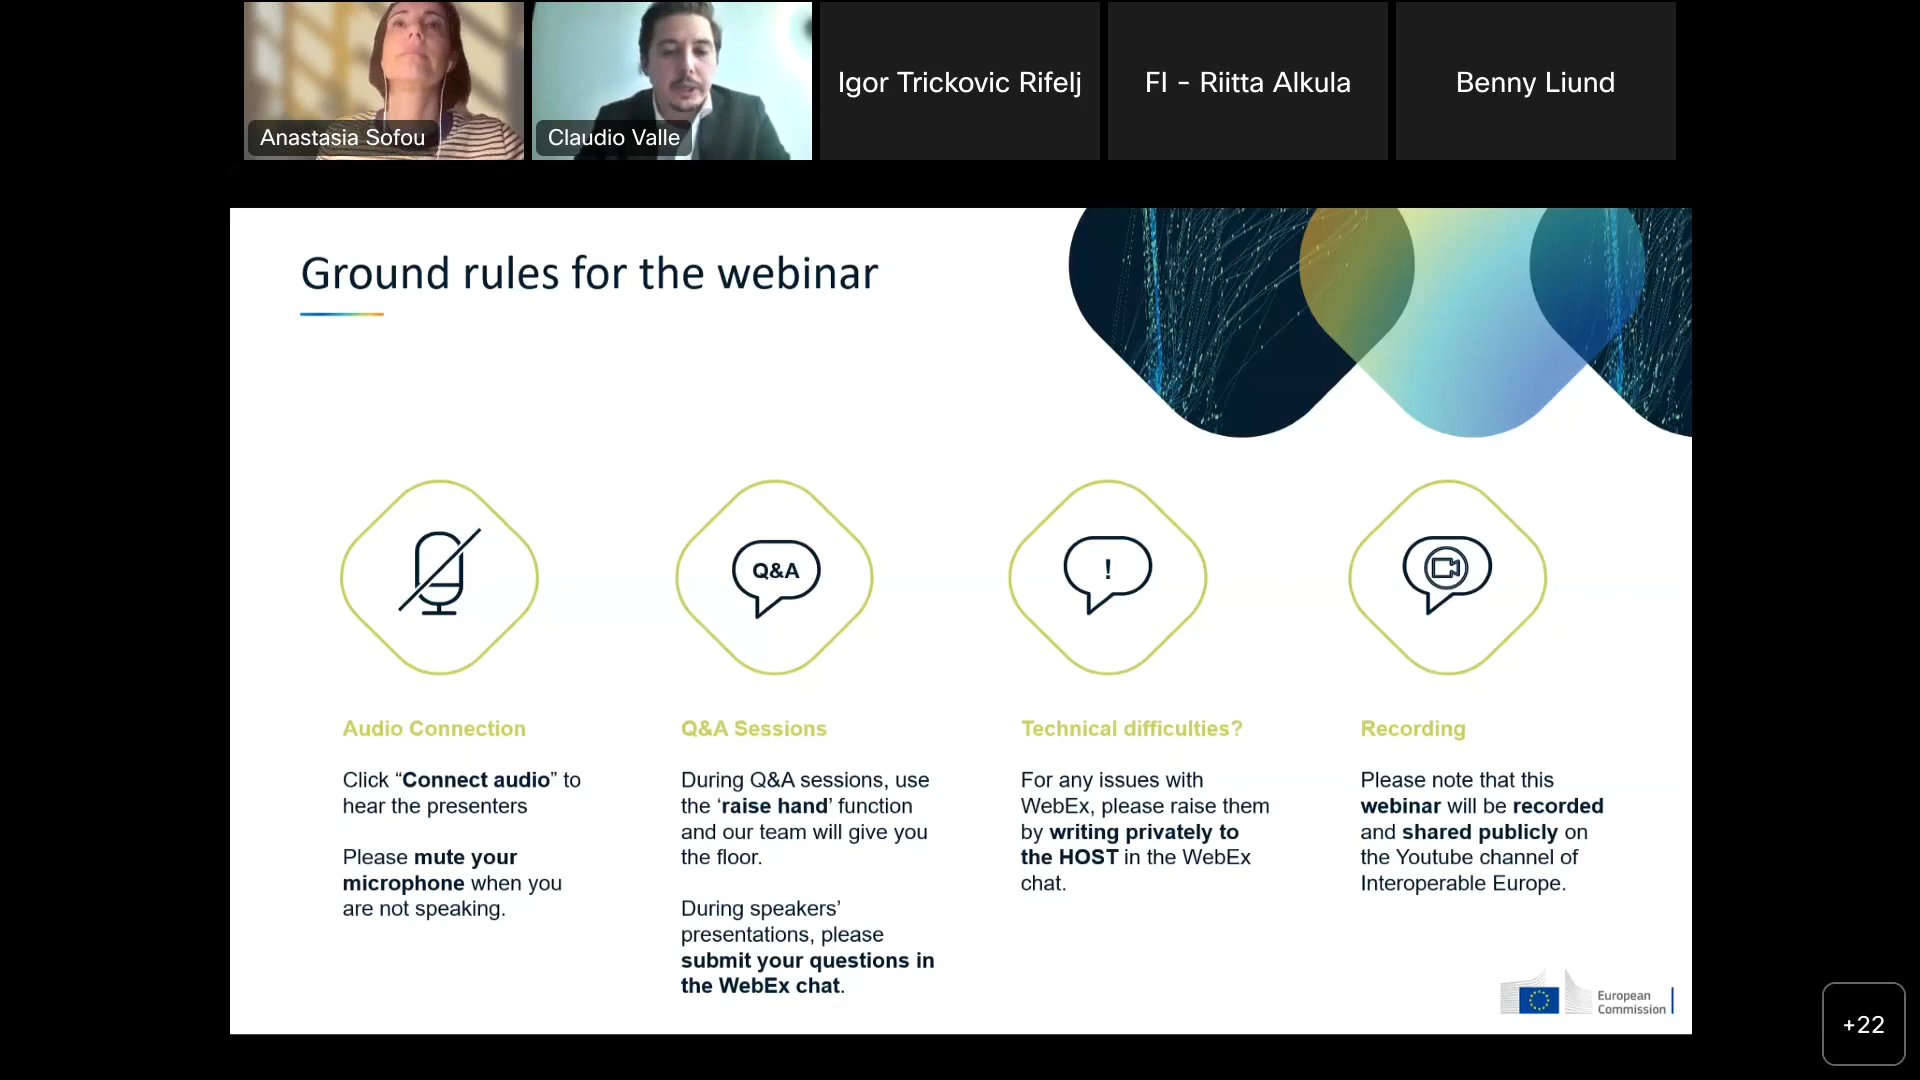 Anastasia Sofou
Claudio Valle
Igor Trickovic Rifelj
FI - Riitta Alkula
Benny Liund
Ground rules for the webinar
Q&A
!
Audio Connection
Click “Connect audio” to
hear the presenters
Please mute your
microphone when you
are not speaking.
Q&A Sessions
During Q&A sessions, use
the ‘raise hand’ function
and our team will give you
the floor.
During speakers’
presentations, please
submit your questions in
the WebEx chat.
Technical difficulties?
For any issues with
WebEx, please raise them
by writing privately to
the HOST in the WebEx
chat.
Recording
Please note that this
webinar will be recorded
and shared publicly on
the Youtube channel of
Interoperable Europe.
European
Commission
+22